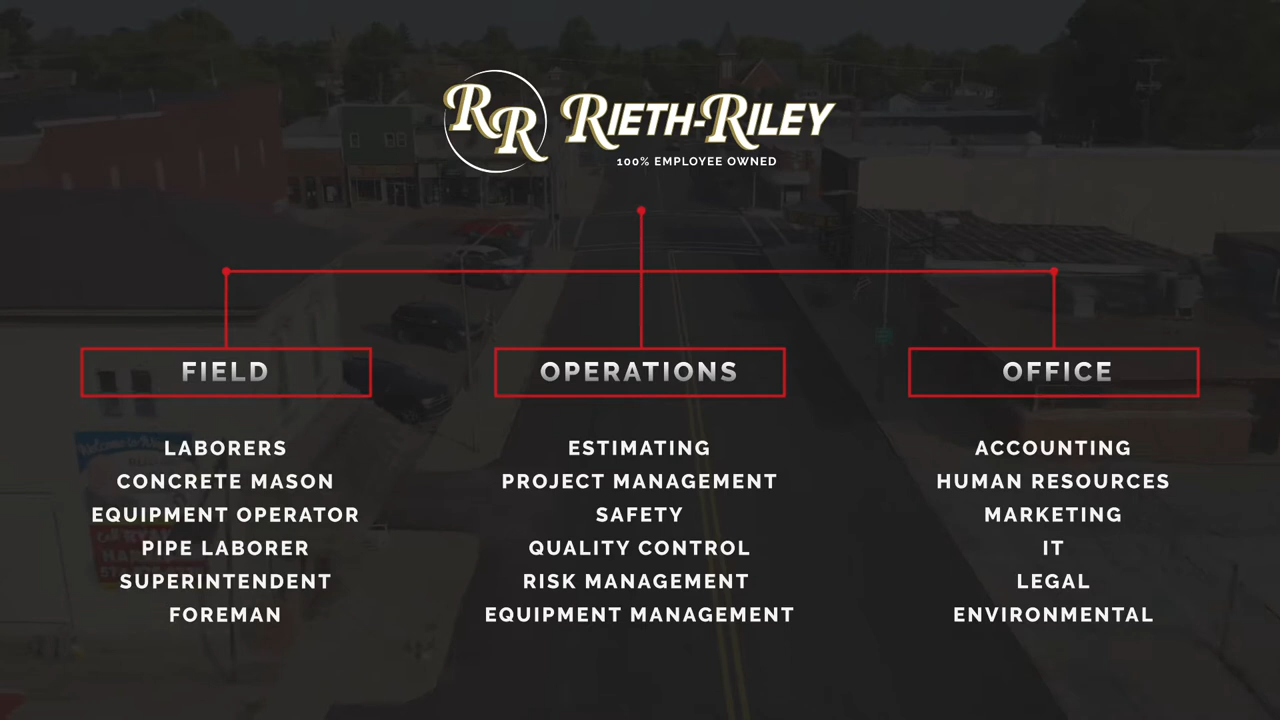 RR RIETH-RILEY
100% EMPLOYEE OWNED
FIELD
LABORERS
CONCRETE MASON
EQUIPMENT OPERATOR
PIPE LABORER
SUPERINTENDENT
FOREMAN
OPERATIONS
ESTIMATING
PROJECT MANAGEMENT
SAFETY
QUALITY CONTROL
RISK MANAGEMENT
EQUIPMENT MANAGEMENT
OFFICE
ACCOUNTING
HUMAN RESOURCES
MARKETING
IT
LEGAL
ENVIRONMENTAL